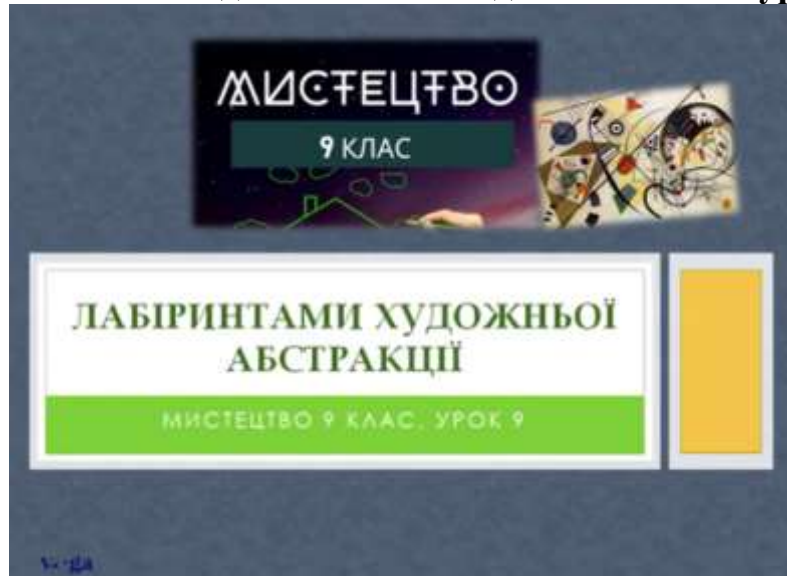 МИСТЕЦТВО
9 КЛАС
ЛАБІРИНТАМИ ХУДОЖНЬОЇ
АБСТРАКЦІЇ
МИСТЕЦТВО 9 КЛАС. УРОК 9